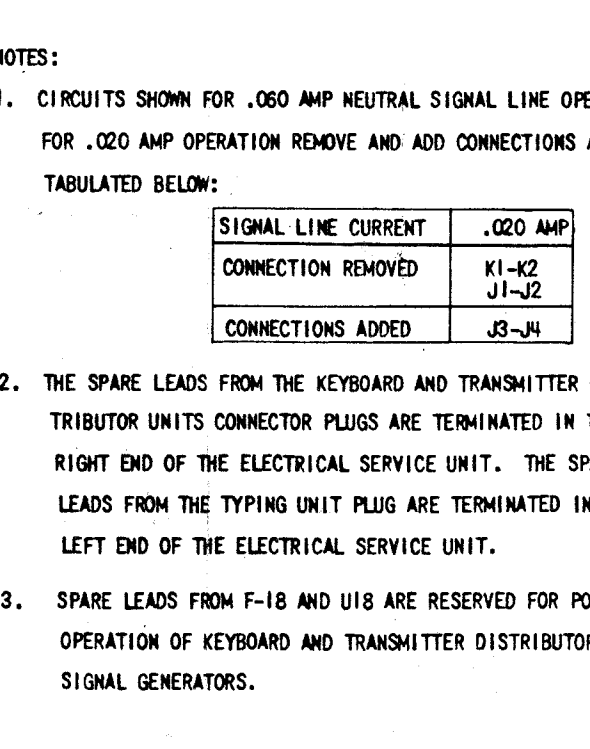 NOTES:
1. CIRCUITS SHOWN FOR .060 AMP NEUTRAL SIGNAL LINE OPE
FOR .020 AMP OPERATION REMOVE AND ADD CONNECTIONS A
TABULATED BELOW:
SIGNAL LINE CURRENT .020 AMP
CONNECTION REMOVED K1-K2
J1-J2
CONNECTIONS ADDED J3-J4
2. THE SPARE LEADS FROM THE KEYBOARD AND TRANSMITTER
TRIBUTOR UNITS CONNECTOR PLUGS ARE TERMINATED IN T
RIGHT END OF THE ELECTRICAL SERVICE UNIT. THE SP
LEADS FROM THE TYPING UNIT PLUG ARE TERMINATED IN
LEFT END OF THE ELECTRICAL SERVICE UNIT.
3. SPARE LEADS FROM F-18 AND U18 ARE RESERVED FOR PO
OPERATION OF KEYBOARD AND TRANSMITTER DISTRIBUTOR
SIGNAL GENERATORS.